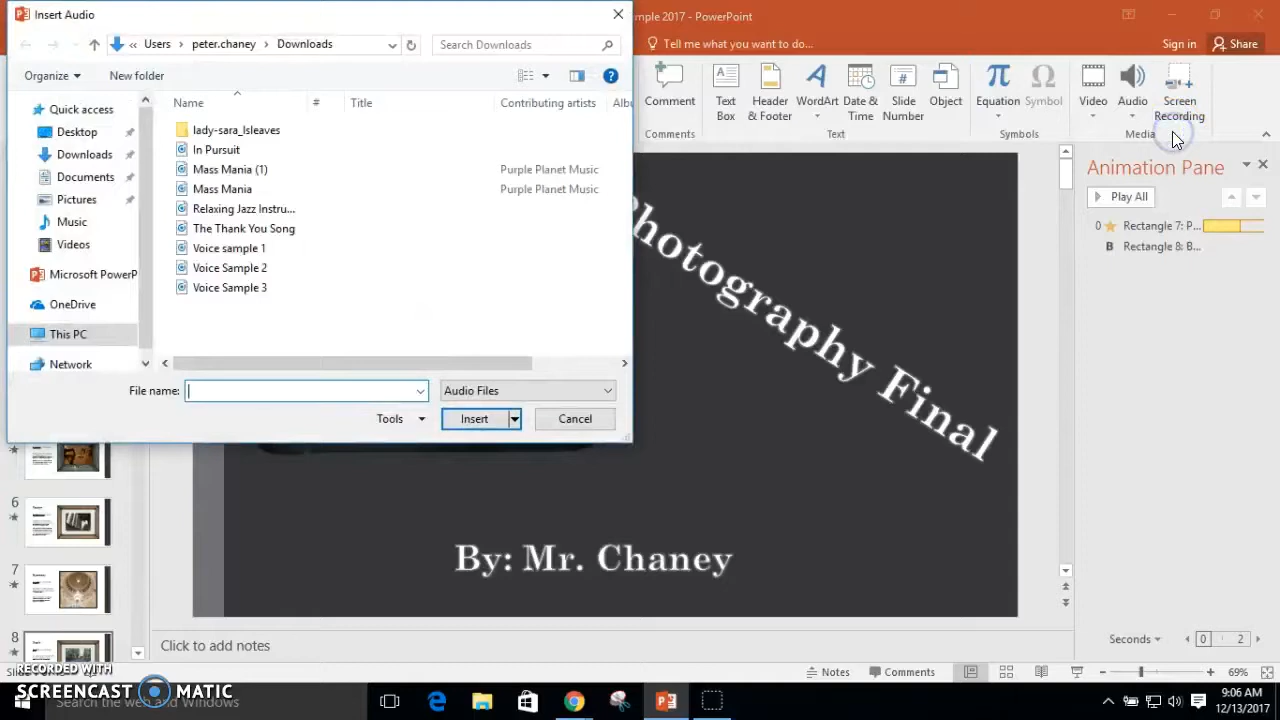 Insert Audio
mple 2017 - PowerPoint
« Users > peter.chaney > Downloads
Search Downloads
Tell me what you want to do...
Sign in
Share
Organize
New folder
Comment
Text Box
Header & Footer
WordArt
Date & Time
Slide Number
Object
Equation
Symbol
Video
Audio
Screen Recording
Comments
Text
Symbols
Media
Name
#
Title
Contributing artists
Albu
Quick access
Desktop
Downloads
Documents
Pictures
Music
Videos
Microsoft PowerP
OneDrive
This PC
Network
lady-sara_lsleaves
In Pursuit
Mass Mania (1)
Purple Planet Music
Mass Mania
Purple Planet Music
Relaxing Jazz Instru...
The Thank You Song
Voice sample 1
Voice Sample 2
Voice Sample 3
File name:
Audio Files
Tools
Insert
Cancel
Animation Pane
Play All
0 Rectangle 7: P...
Rectangle 8: B...
Photography Final
By: Mr. Chaney
6
7
8
Click to add notes
Seconds
0 2
Notes
Comments
69%
RECORDED WITH
SCREENCAST MATIC
Search the web and Windows
9:06 AM
12/13/2017